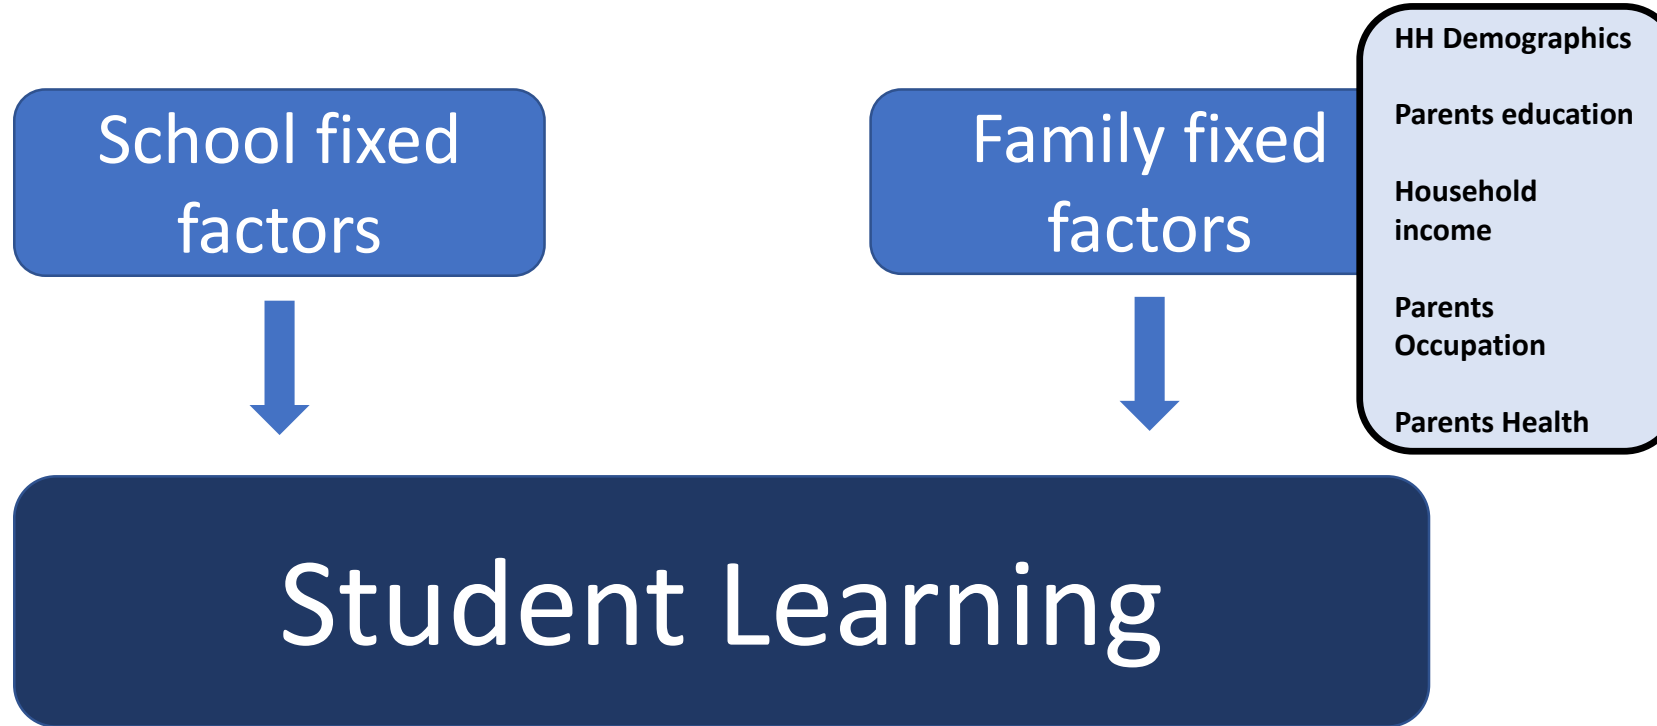 School fixed
factors
Family fixed
factors
HH Demographics
Parents education
Household
income
Parents
Occupation
Parents Health
Student Learning